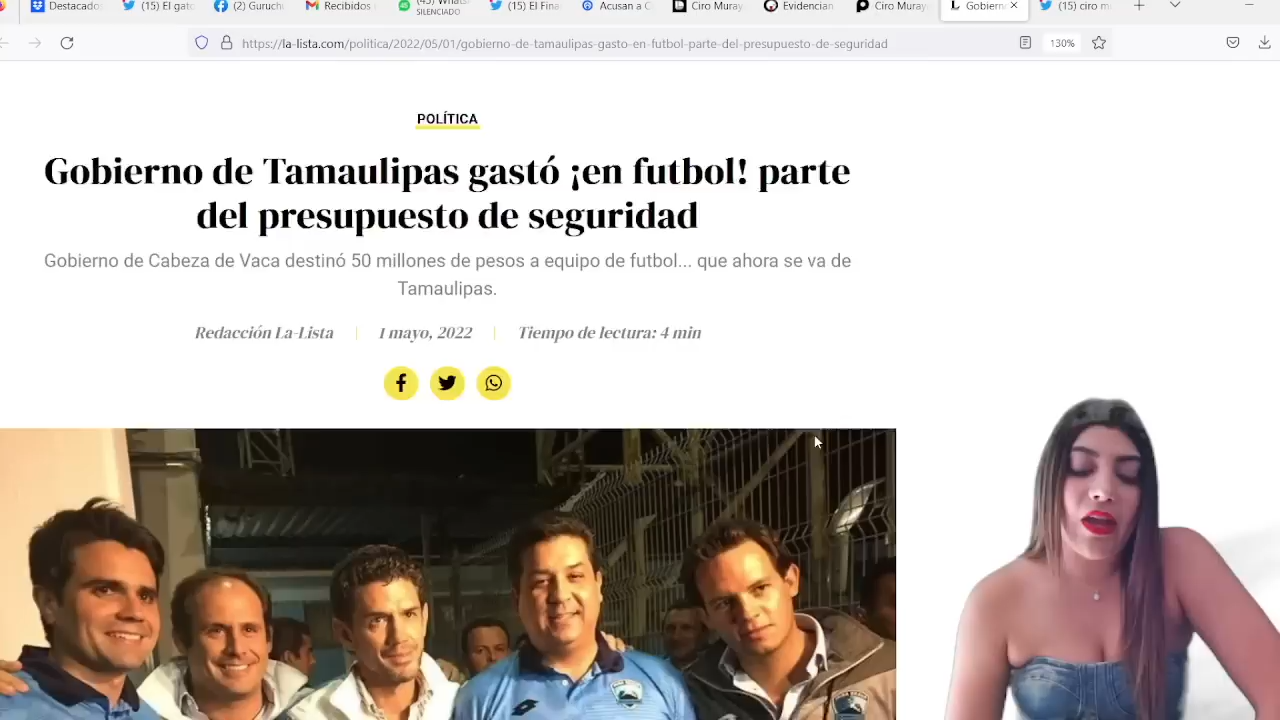 Destacados
(15) El gato
(2) Guruch
Recibidos
(45) Whats
SILENCIADO
(15) El Fina
Acusan a C
Ciro Muray
Evidencian
Ciro Muray
Gobierno
(15) ciro m
https://la-lista.com/politica/2022/05/01/gobierno-de-tamaulipas-gasto-en-futbol-parte-del-presupuesto-de-seguridad
130%
POLÍTICA
Gobierno de Tamaulipas gastó ¡en futbol! parte
del presupuesto de seguridad
Gobierno de Cabeza de Vaca destinó 50 millones de pesos a equipo de futbol... que ahora se va de
Tamaulipas.
Redacción La-Lista | 1 mayo, 2022 | Tiempo de lectura: 4 min